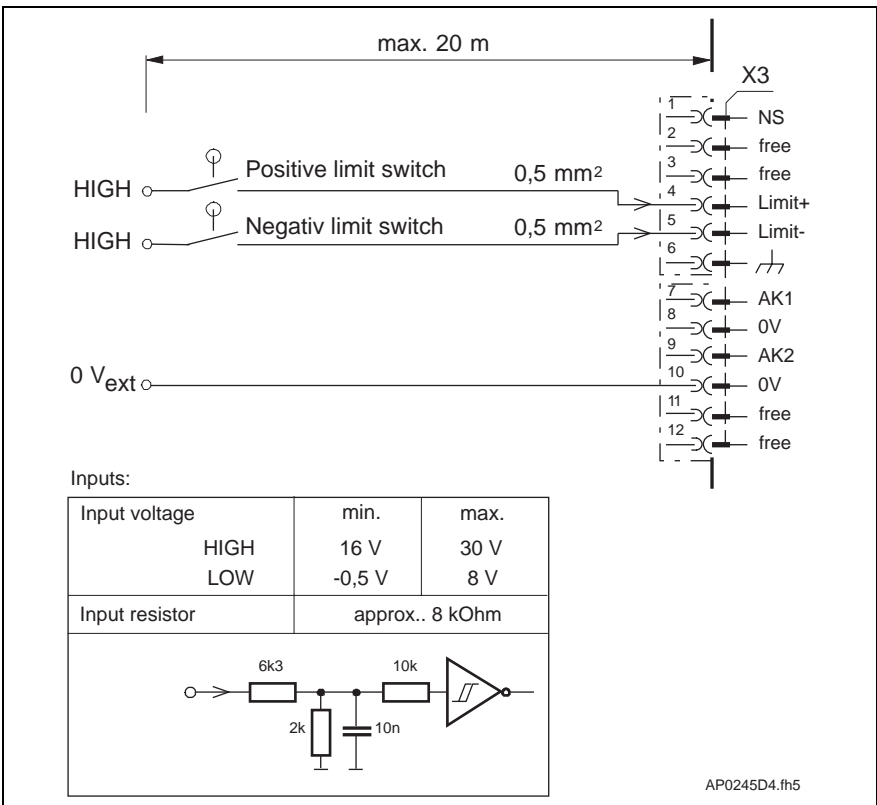 max. 20 m
X3
1 NS
2 free
3 free
HIGH Positive limit switch 0,5 mm² 4 Limit+
HIGH Negativ limit switch 0,5 mm² 5 Limit-
6
7 AK1
8 0V
9 AK2
0 Vext 10 0V
11 free
12 free
Inputs:
Input voltage min. max.
HIGH 16 V 30 V
LOW -0,5 V 8 V
Input resistor approx.. 8 kOhm
6k3 10k
2k 10n
AP0245D4.fh5